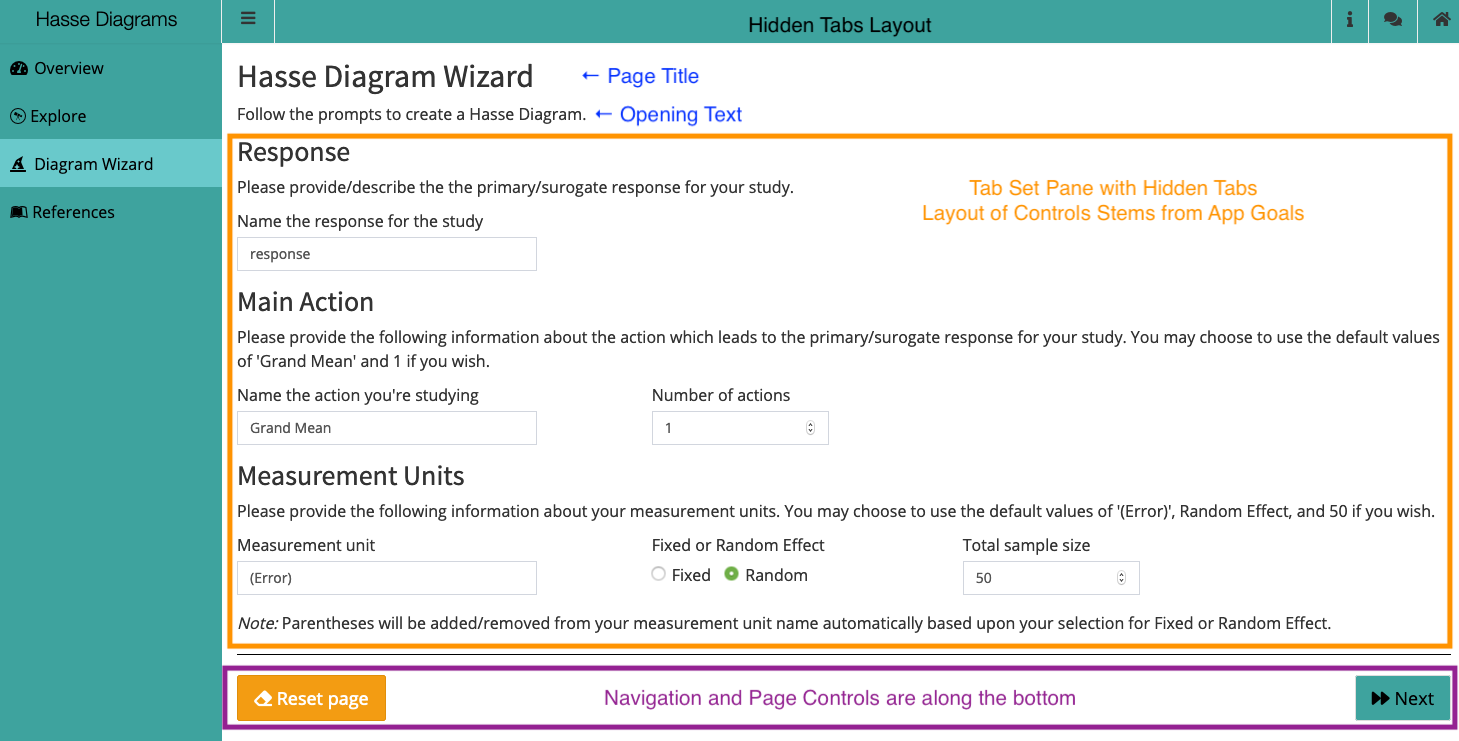 Hasse Diagrams
Hidden Tabs Layout
Overview
Explore
Diagram Wizard
References
Hasse Diagram Wizard
← Page Title
Follow the prompts to create a Hasse Diagram.
← Opening Text
Response
Please provide/describe the the primary/surogate response for your study.
Tab Set Pane with Hidden Tabs
Layout of Controls Stems from App Goals
Name the response for the study
response
Main Action
Please provide the following information about the action which leads to the primary/surogate response for your study. You may choose to use the default values
of 'Grand Mean' and 1 if you wish.
Name the action you're studying
Number of actions
Grand Mean
1
Measurement Units
Please provide the following information about your measurement units. You may choose to use the default values of '(Error)', Random Effect, and 50 if you wish.
Measurement unit
Fixed or Random Effect
Total sample size
(Error)
Fixed
Random
50
Note: Parentheses will be added/removed from your measurement unit name automatically based upon your selection for Fixed or Random Effect.
Reset page
Navigation and Page Controls are along the bottom
Next